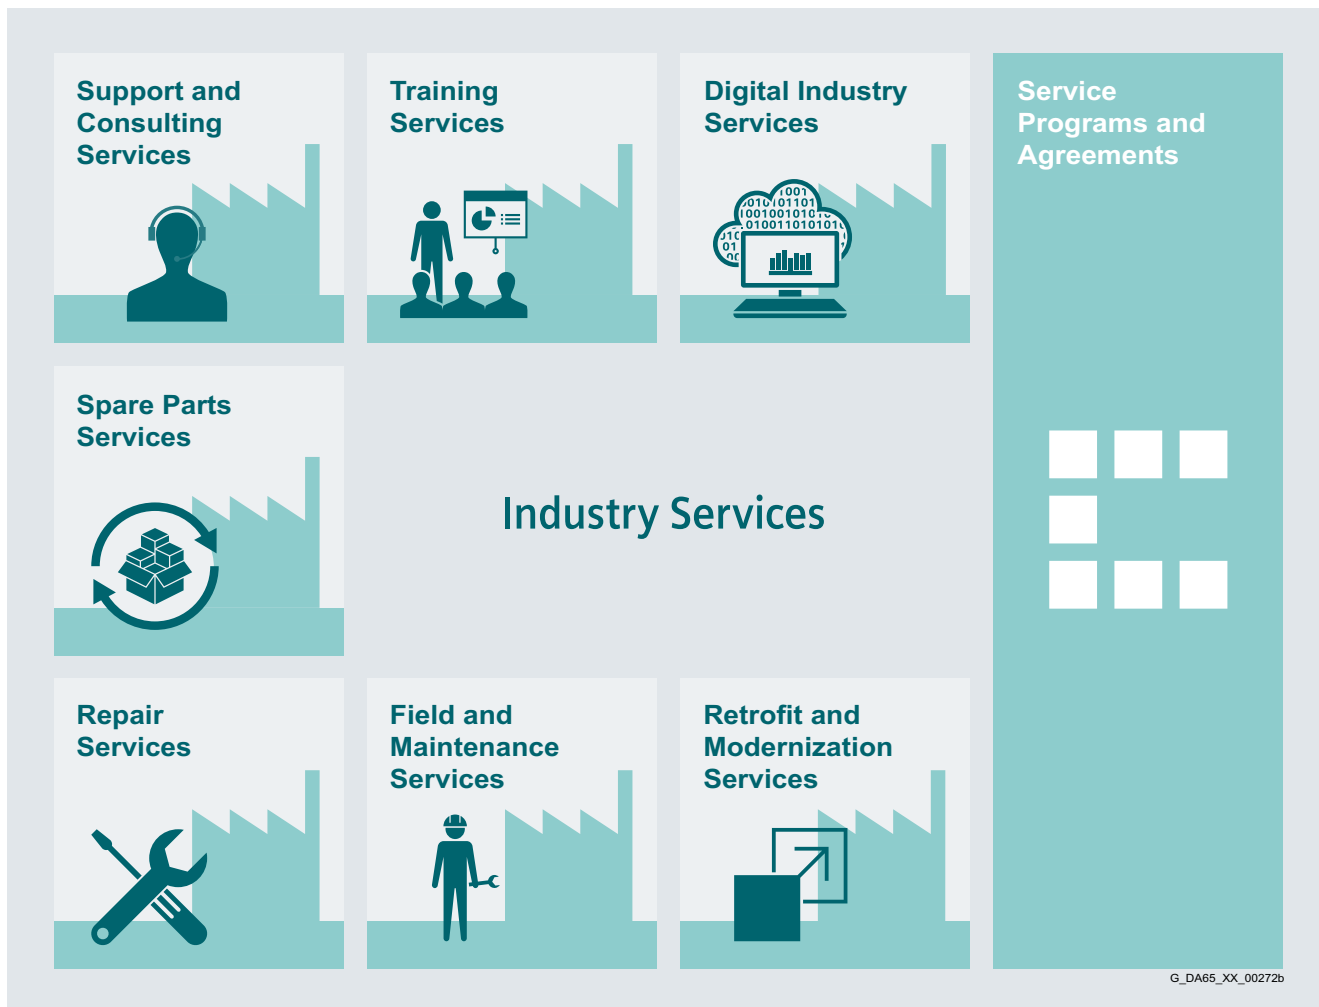 Support and
Consulting
Services
Training
Services
Digital Industry
Services
Service
Programs and
Agreements
Spare Parts
Services
Industry Services
Repair
Services
Field and
Maintenance
Services
Retrofit and
Modernization
Services
G_DA65_XX_00272b